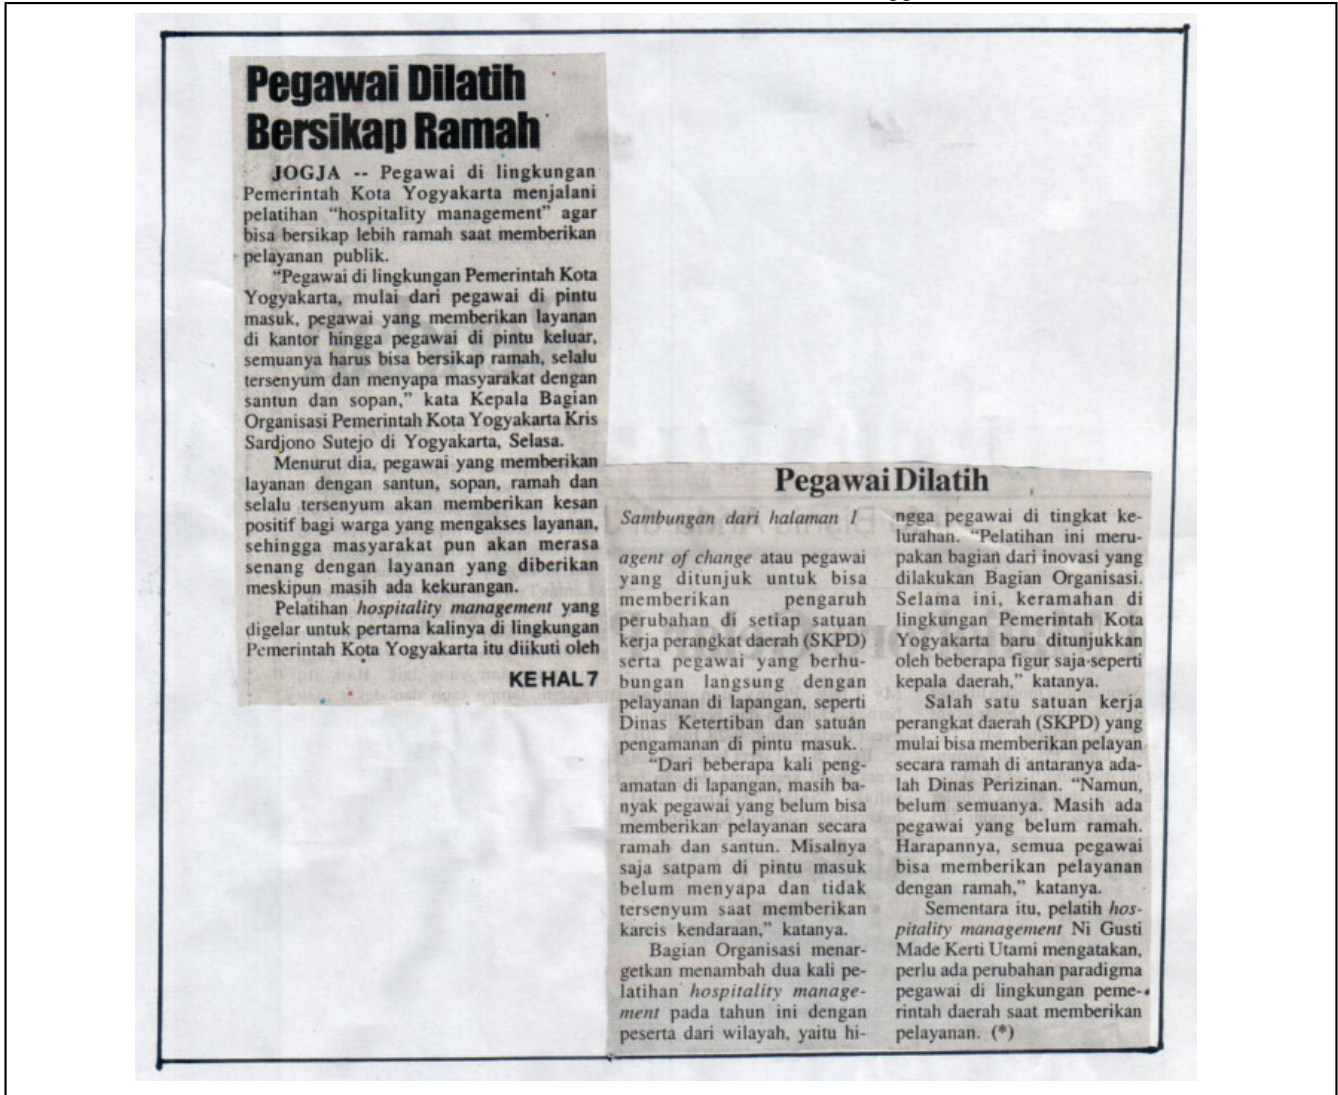 Pegawai Dilatih
Bersikap Ramah
JOGJA -- Pegawai di lingkungan
Pemerintah Kota Yogyakarta menjalani
pelatihan “hospitality management” agar
bisa bersikap lebih ramah saat memberikan
pelayanan publik.
“Pegawai di lingkungan Pemerintah Kota
Yogyakarta, mulai dari pegawai di pintu
masuk, pegawai yang memberikan layanan
di kantor hingga pegawai di pintu keluar,
semuanya harus bisa bersikap ramah, selalu
tersenyum dan menyapa masyarakat dengan
santun dan sopan,” kata Kepala Bagian
Organisasi Pemerintah Kota Yogyakarta Kris
Sardjono Sutejo di Yogyakarta, Selasa.
Menurut dia, pegawai yang memberikan
layanan dengan santun, sopan, ramah dan
selalu tersenyum akan memberikan kesan
positif bagi warga yang mengakses layanan,
sehingga masyarakat pun akan merasa
senang dengan layanan yang diberikan
meskipun masih ada kekurangan.
Pelatihan hospitality management yang
digelar untuk pertama kalinya di lingkungan
Pemerintah Kota Yogyakarta itu diikuti oleh
KE HAL 7
Pegawai Dilatih
Sambungan dari halaman 1
agent of change atau pegawai
yang ditunjuk untuk bisa
memberikan pengaruh
perubahan di setiap satuan
kerja perangkat daerah (SKPD)
serta pegawai yang berhu-
bungan langsung dengan
pelayanan di lapangan, seperti
Dinas Ketertiban dan satuan
pengamanan di pintu masuk.
“Dari beberapa kali peng-
amatan di lapangan, masih ba-
nyak pegawai yang belum bisa
memberikan pelayanan secara
ramah dan santun. Misalnya
saja satpam di pintu masuk
belum menyapa dan tidak
tersenyum saat memberikan
karcis kendaraan,” katanya.
Bagian Organisasi menar-
getkan menambah dua kali pe-
latihan hospitality manage-
ment pada tahun ini dengan
peserta dari wilayah, yaitu hi-
ngga pegawai di tingkat ke-
lurahan. “Pelatihan ini meru-
pakan bagian dari inovasi yang
dilakukan Bagian Organisasi.
Selama ini, keramahan di
lingkungan Pemerintah Kota
Yogyakarta baru ditunjukkan
oleh beberapa figur saja seperti
kepala daerah,” katanya.
Salah satu satuan kerja
perangkat daerah (SKPD) yang
mulai bisa memberikan pelayan
secara ramah di antaranya ada-
lah Dinas Perizinan. “Namun,
belum semuanya. Masih ada
pegawai yang belum ramah.
Harapannya, semua pegawai
bisa memberikan pelayanan
dengan ramah,” katanya.
Sementara itu, pelatih hos-
pitality management Ni Gusti
Made Kerti Utami mengatakan,
perlu ada perubahan paradigma
pegawai di lingkungan peme-
rintah daerah saat memberikan
pelayanan. (*)